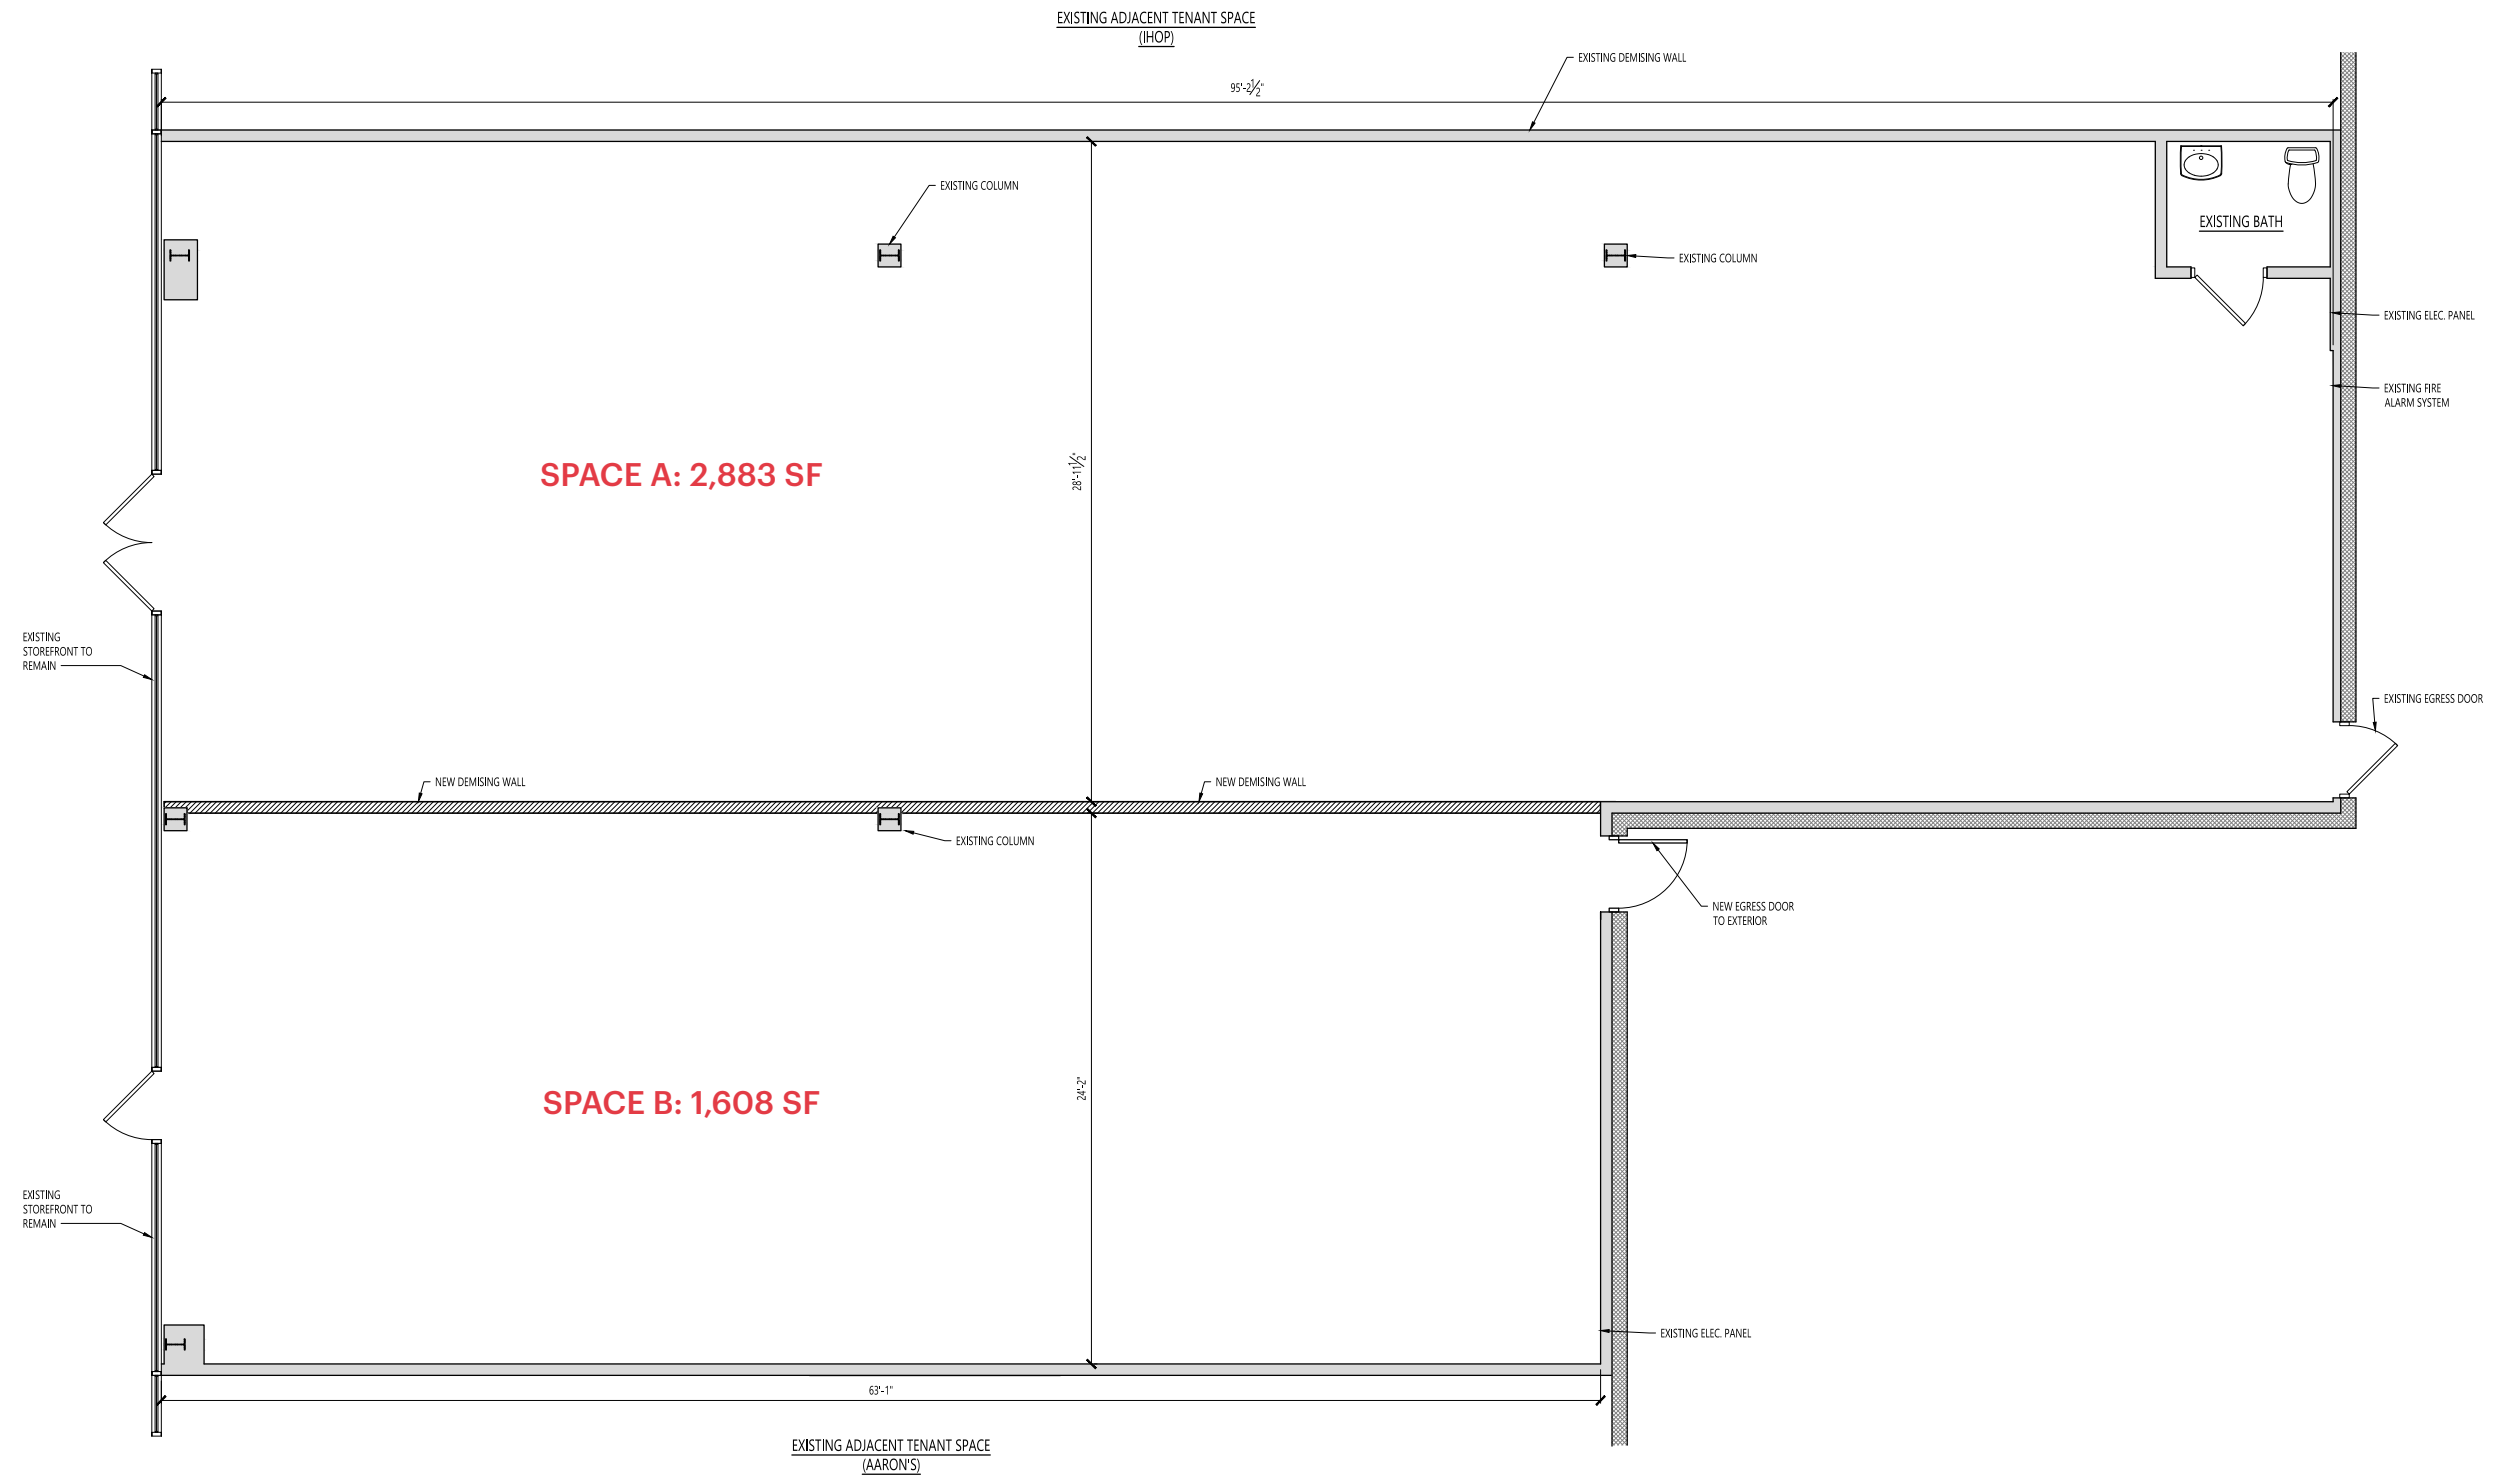 EXISTING ADJACENT TENANT SPACE
(IHOP)
EXISTING DEMISING WALL
95'-2½"
EXISTING COLUMN
EXISTING BATH
EXISTING COLUMN
EXISTING ELEC. PANEL
EXISTING FIRE
ALARM SYSTEM
SPACE A: 2,883 SF
28'-11½"
EXISTING
STOREFRONT TO
REMAIN
EXISTING EGRESS DOOR
NEW DEMISING WALL
NEW DEMISING WALL
EXISTING COLUMN
NEW EGRESS DOOR
TO EXTERIOR
SPACE B: 1,608 SF
24'-2"
EXISTING
STOREFRONT TO
REMAIN
EXISTING ELEC. PANEL
63'-1"
EXISTING ADJACENT TENANT SPACE
(AARON'S)